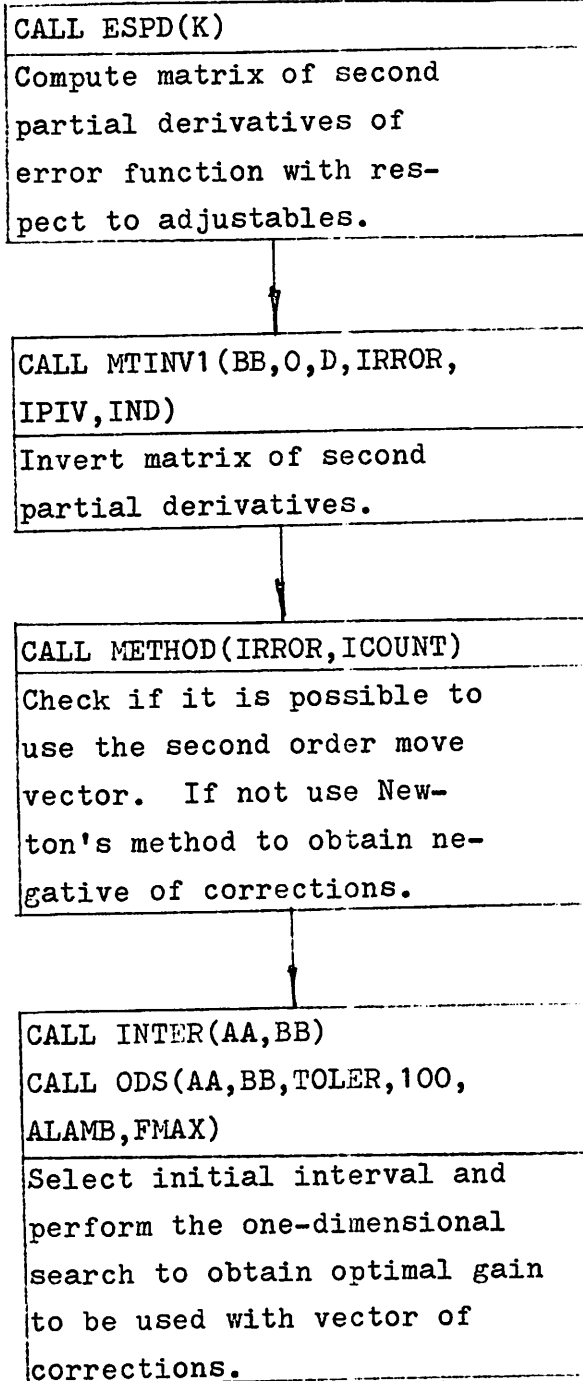 CALL ESPD(K)
Compute matrix of second
partial derivatives of
error function with res-
pect to adjustables.
CALL MTINV1(BB,O,D,IRROR,
IPIV,IND)
Invert matrix of second
partial derivatives.
CALL METHOD(IRROR,ICOUNT)
Check if it is possible to
use the second order move
vector. If not use New-
ton's method to obtain ne-
gative of corrections.
CALL INTER(AA,BB)
CALL ODS(AA,BB,TOLER,100,
ALAMB,FMAX)
Select initial interval and
perform the one-dimensional
search to obtain optimal gain
to be used with vector of
corrections.